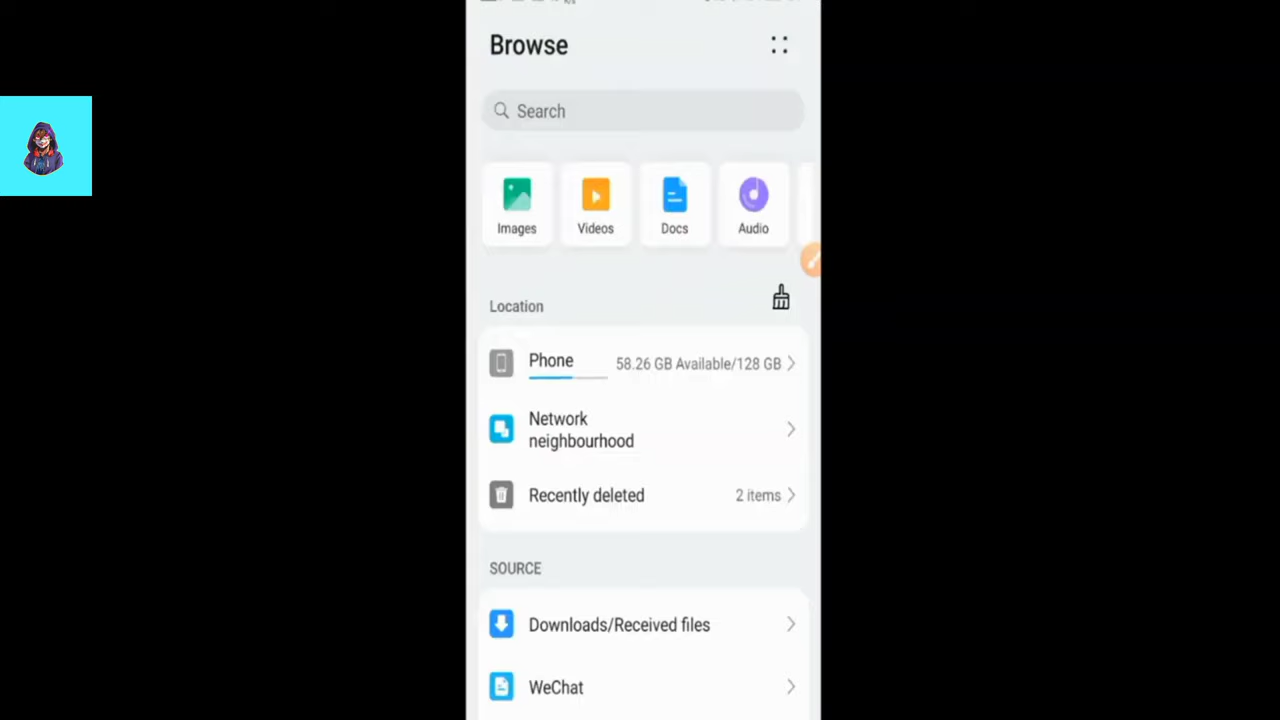 Browse
Search
Images Videos Docs Audio
Location
Phone 58.26 GB Available/128 GB
Network
neighbourhood
Recently deleted 2 items
SOURCE
Downloads/Received files
WeChat